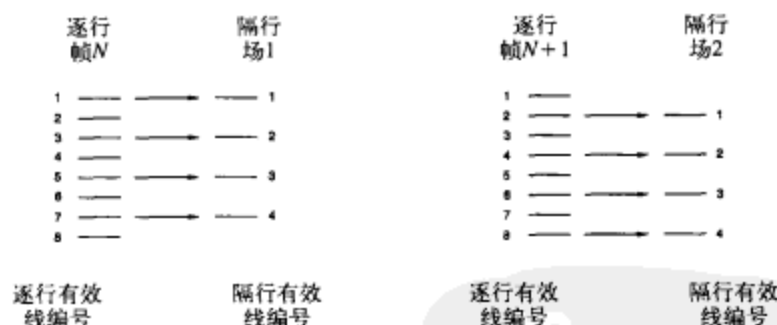 逐行 隔行 逐行 隔行
帧N 场1 帧N+1 场2
1 1 1
2 2 1
3 2 3
4 4 2
5 3 5
6 6 3
7 4 7
8 8 4
逐行有效 隔行有效 逐行有效 隔行有效
线编号 线编号 线编号 线编号